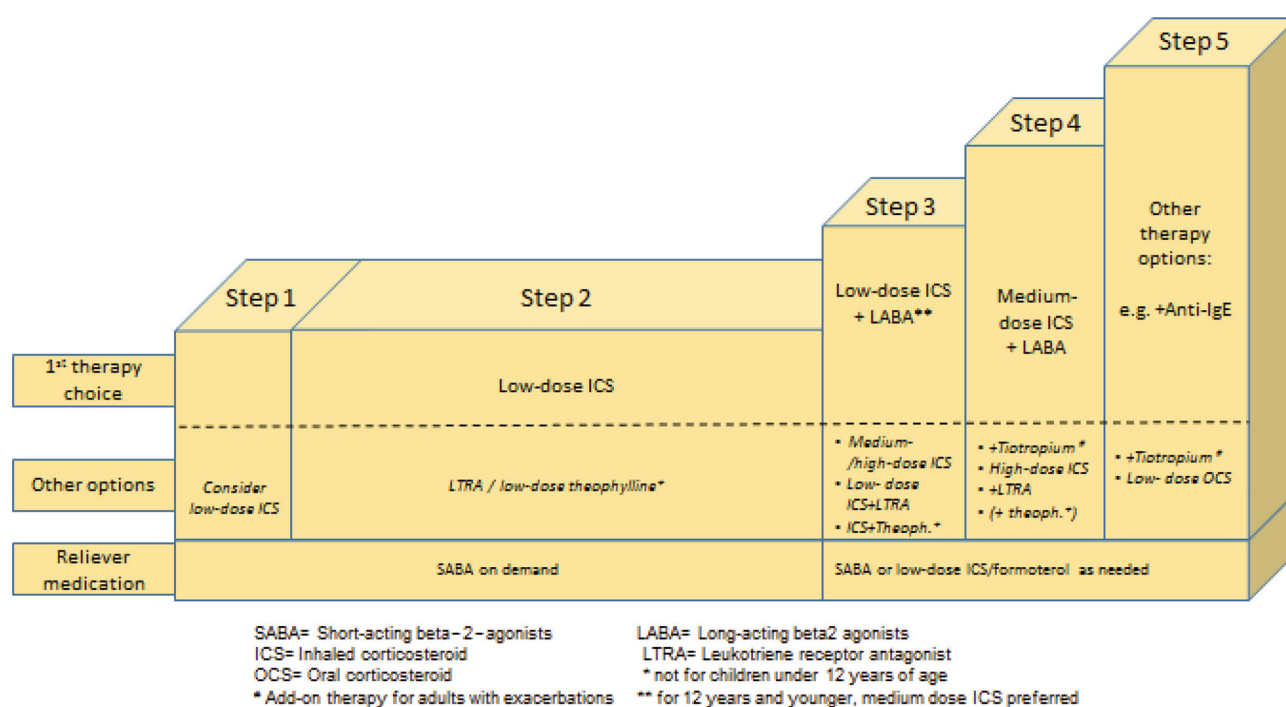 Step 5
Step 4
Step 3
Step 1
Step 2
1st therapy
choice
Low-dose ICS
Low-dose ICS
+ LABA**
Medium-
dose ICS
+ LABA
Other
therapy
options:
e.g. +Anti-IgE
Other options
Consider
low-dose ICS
LTRA / low-dose theophylline*
• Medium-
/high-dose ICS
• Low- dose
ICS+LTRA
• ICS+Theoph.*
• +Tiotropium*
• High-dose ICS
• +LTRA
• (+ theoph.*)
• +Tiotropium*
• Low- dose OCS
Reliever
medication
SABA on demand
SABA or low-dose ICS/formoterol as needed
SABA= Short-acting beta-2-agonists
LABA= Long-acting beta2 agonists
ICS= Inhaled corticosteroid
LTRA= Leukotriene receptor antagonist
OCS= Oral corticosteroid
* not for children under 12 years of age
* Add-on therapy for adults with exacerbations
** for 12 years and younger, medium dose ICS preferred